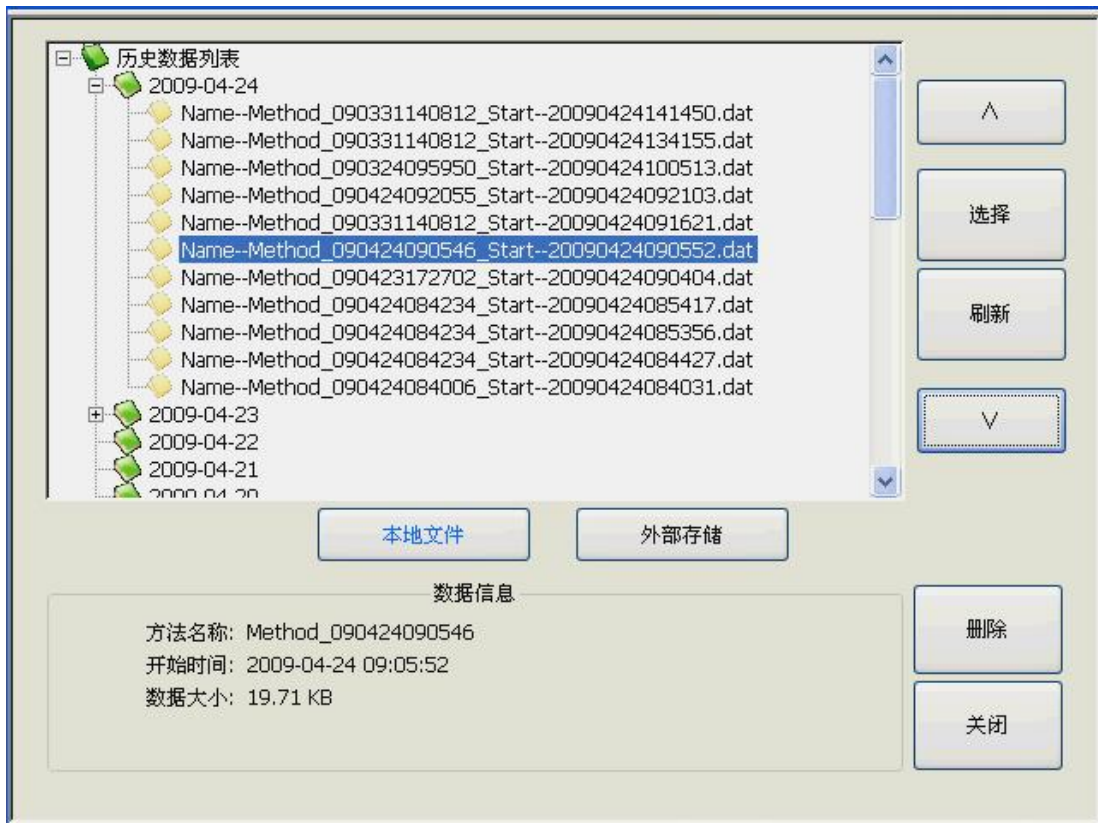 历史数据列表
2009-04-24
Name--Method_090331140812_Start--20090424141450.dat
Name--Method_090331140812_Start--20090424134155.dat
Name--Method_090324095950_Start--20090424100513.dat
Name--Method_090424092055_Start--20090424092103.dat
Name--Method_090331140812_Start--20090424091621.dat
Name--Method_090424090546_Start--20090424090552.dat
Name--Method_090423172702_Start--20090424090404.dat
Name--Method_090424084234_Start--20090424085417.dat
Name--Method_090424084234_Start--20090424085356.dat
Name--Method_090424084234_Start--20090424084427.dat
Name--Method_090424084006_Start--20090424084031.dat
2009-04-23
2009-04-22
2009-04-21
2009-04-20
∧
选择
刷新
∨
本地文件 外部存储
数据信息
方法名称: Method_090424090546
开始时间: 2009-04-24 09:05:52
数据大小: 19.71 KB
删除
关闭